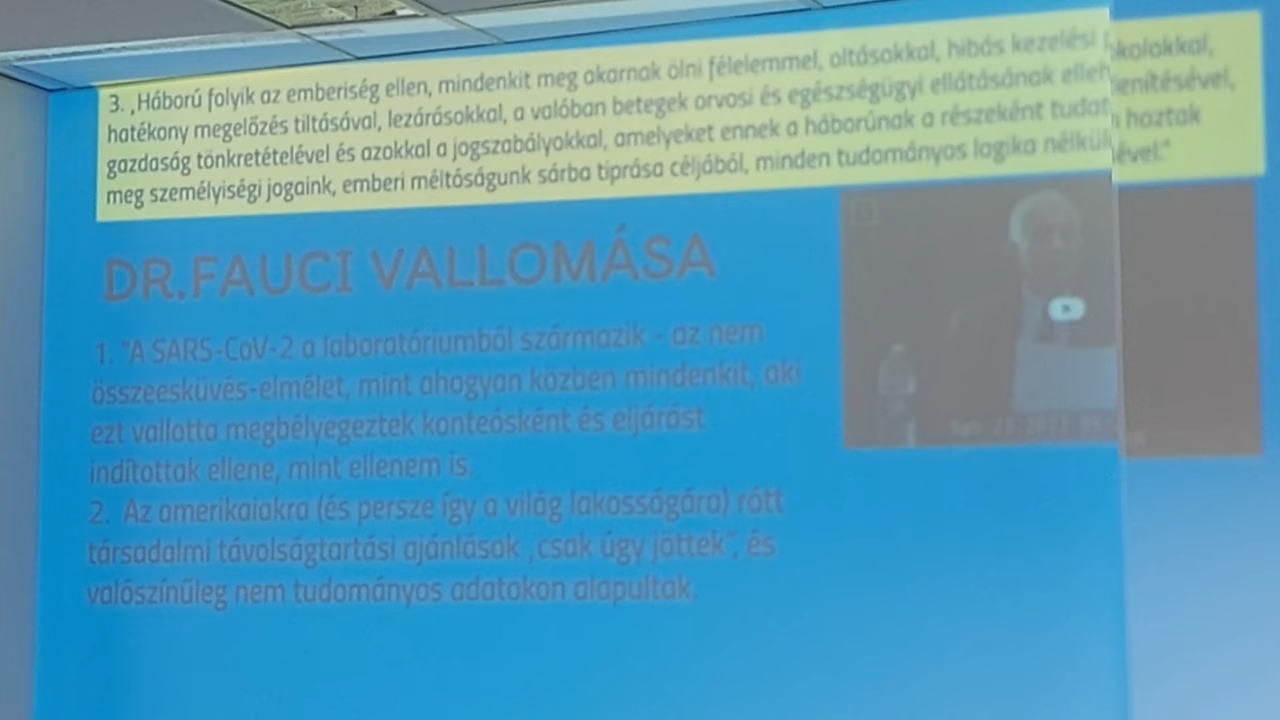 3. „Háború folyik az emberiség ellen, mindenkit meg akarnak ölni félelemmel, oltásokkal, hibás kezelési kolokkal,
hatékony megelőzés tiltásával, lezárásokkal, a valóban betegek orvosi és egészségügyi ellátásának elleh enítésével,
gazdaság tönkretételével és azokkal a jogszabályokkal, amelyeket ennek a háborúnak a részeként tudat hoztak
meg személyiségi jogaink, emberi méltóságunk sárba tiprása céljából, minden tudományos logika nélkül ével."
DR.FAUCI VALLOMÁSA
1. "A SARS-CoV-2 a laboratóriumból származik - az nem
összeesküvés-elmélet, mint ahogyan közben mindenkit, aki
ezt vallotta megbélyegeztek konteósként és eljárást
indítottak ellene, mint ellenem is.
2. Az amerikaiakra (és persze így a világ lakosságára) rótt
társadalmi távolságtartási ajánlások „csak úgy jöttek", és
valószínűleg nem tudományos adatokon alapultak.